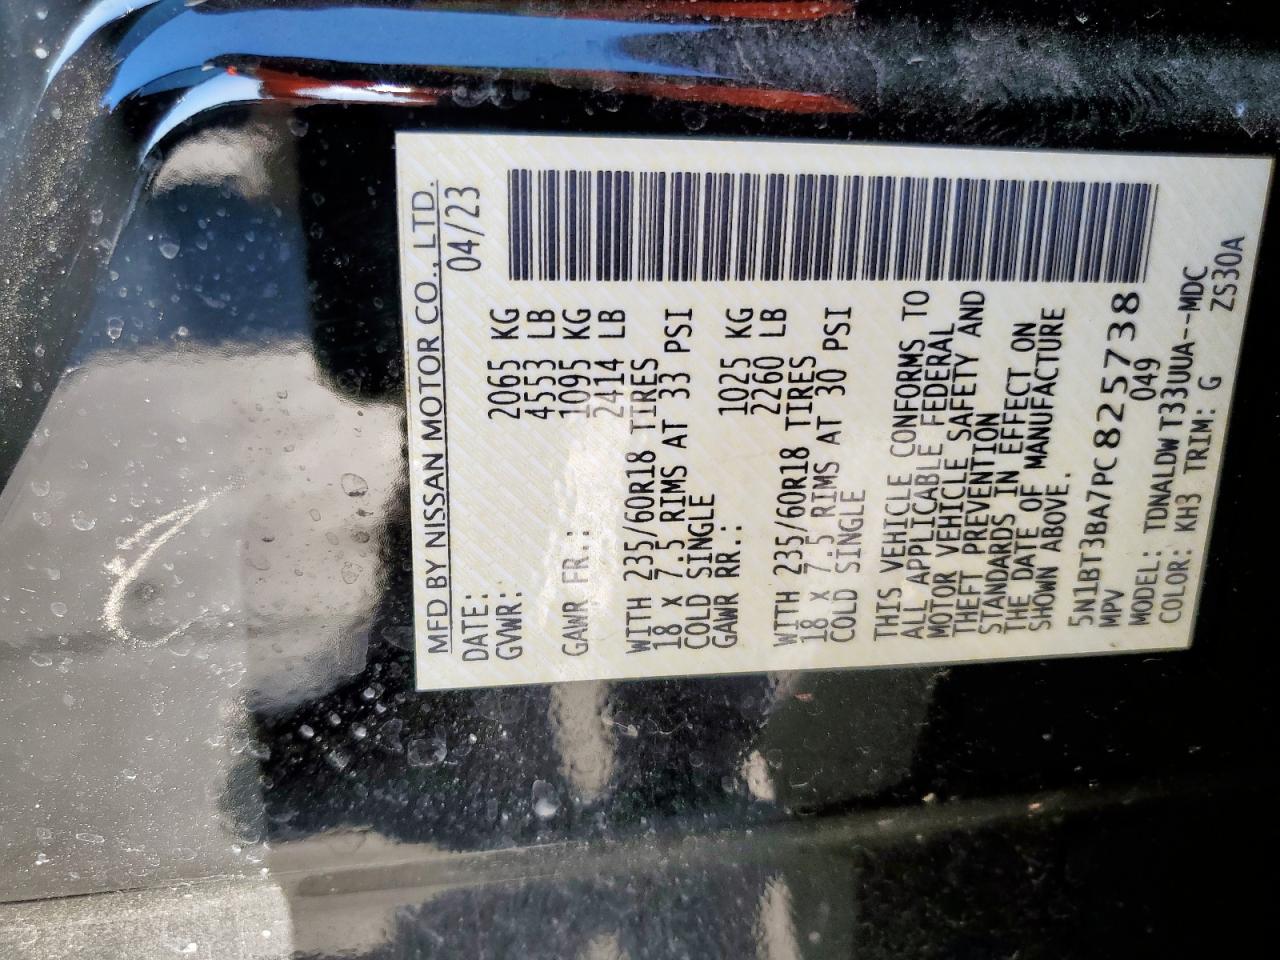 MFD BY NISSAN MOTOR CO., LTD.
DATE: 04/23
GVWR: 2065 KG
4553 LB
GAWR FR.: 1095 KG
2414 LB
WITH 235/60R18 TIRES
18 x 7.5 RIMS AT 33 PSI
COLD SINGLE
GAWR RR.: 1025 KG
2260 LB
WITH 235/60R18 TIRES
18 x 7.5 RIMS AT 30 PSI
COLD SINGLE
THIS VEHICLE CONFORMS TO
ALL APPLICABLE FEDERAL
MOTOR VEHICLE SAFETY AND
THEFT PREVENTION
STANDARDS IN EFFECT ON
THE DATE OF MANUFACTURE
SHOWN ABOVE.
5N1BT3BA7PC825738
MPV 049
MODEL: TDNALDWT33UUA--MDC
COLOR: KH3 TRIM: G ZS30A